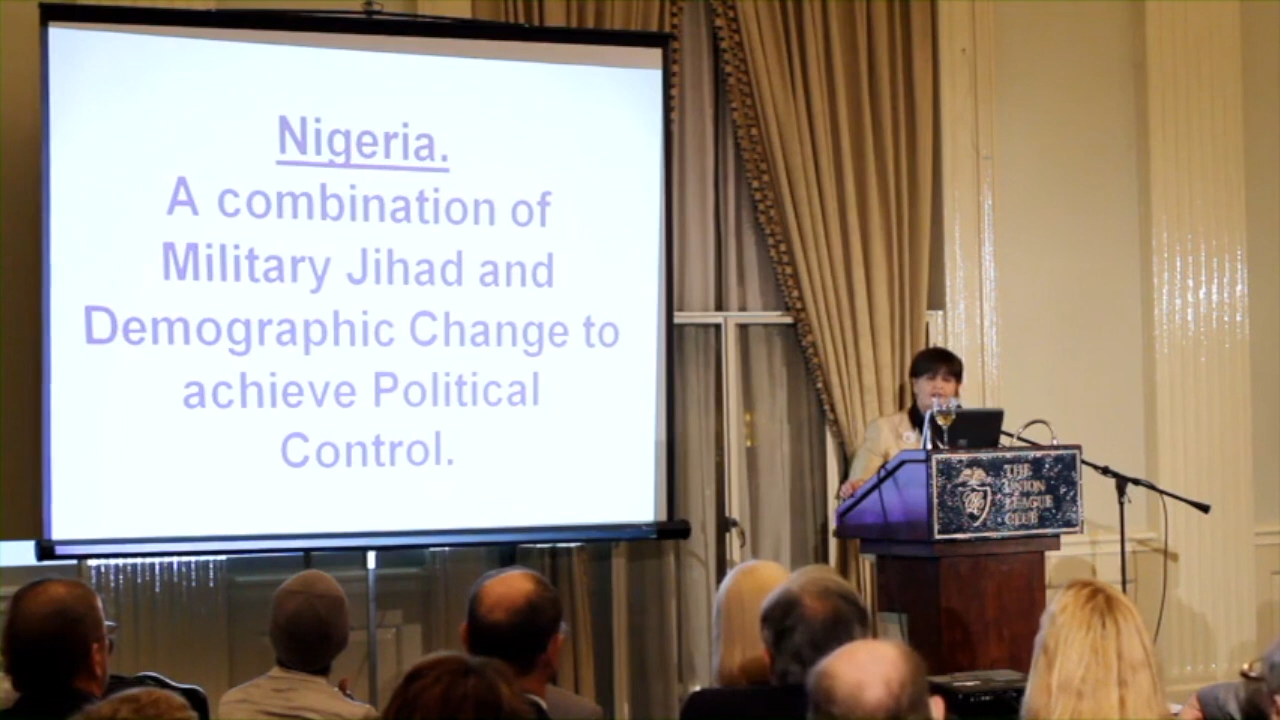 Nigeria.
A combination of
Military Jihad and
Demographic Change to
achieve Political
Control.
THE
UNION
LEAGUE
CLUB